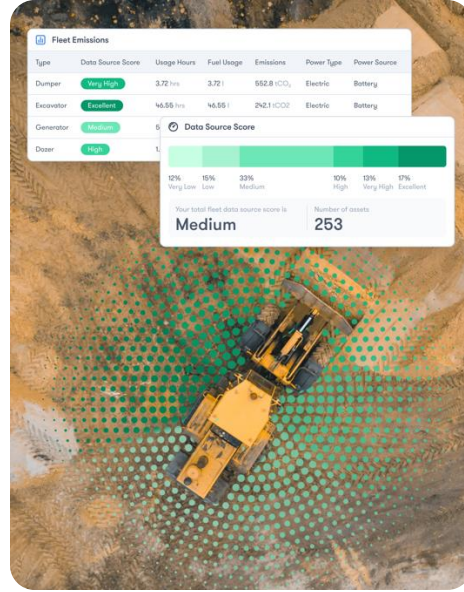 Fleet Emissions
Type Data Source Score Usage Hours Fuel Usage Emissions Power Type Power Source
Dumper Very High 3.72 hrs 3.72 l 552.8 tCO₂ Electric Battery
Excavator Excellent 46.55 hrs 46.55 l 242.1 tCO2 Electric Battery
Generator Medium 5
Dozer High 1.
Data Source Score
12% 15% 33% 10% 13% 17%
Very Low Low Medium High Very High Excellent
Your total fleet data source score is Number of assets
Medium 253